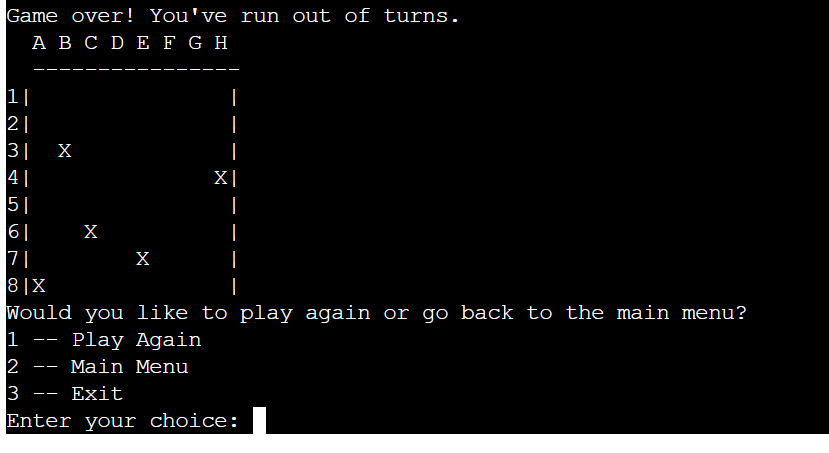 Game over! You've run out of turns.
  A B C D E F G H
  ----------------
1|               |
2|               |
3|  X            |
4|              X|
5|               |
6|    X          |
7|        X      |
8|X              |
Would you like to play again or go back to the main menu?
1 -- Play Again
2 -- Main Menu
3 -- Exit
Enter your choice: